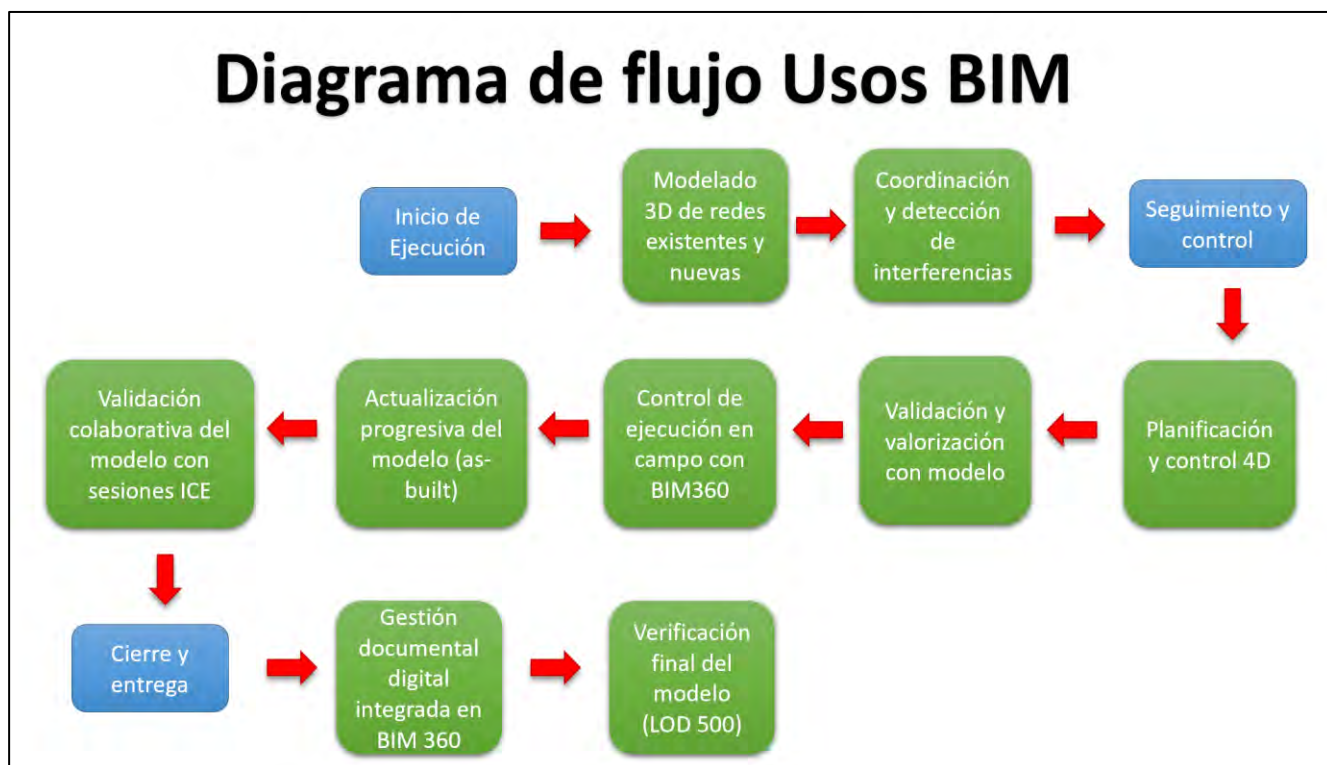 Diagrama de flujo Usos BIM
Inicio de
Ejecución
Modelado
3D de redes
existentes y
nuevas
Coordinación
y detección
de
interferencias
Seguimiento y
control
Planificación
y control 4D
Validación y
valorización
con modelo
Control de
ejecución en
campo con
BIM360
Actualización
progresiva del
modelo (as-
built)
Validación
colaborativa del
modelo con
sesiones ICE
Cierre y
entrega
Gestión
documental
digital
integrada en
BIM 360
Verificación
final del
modelo
(LOD 500)